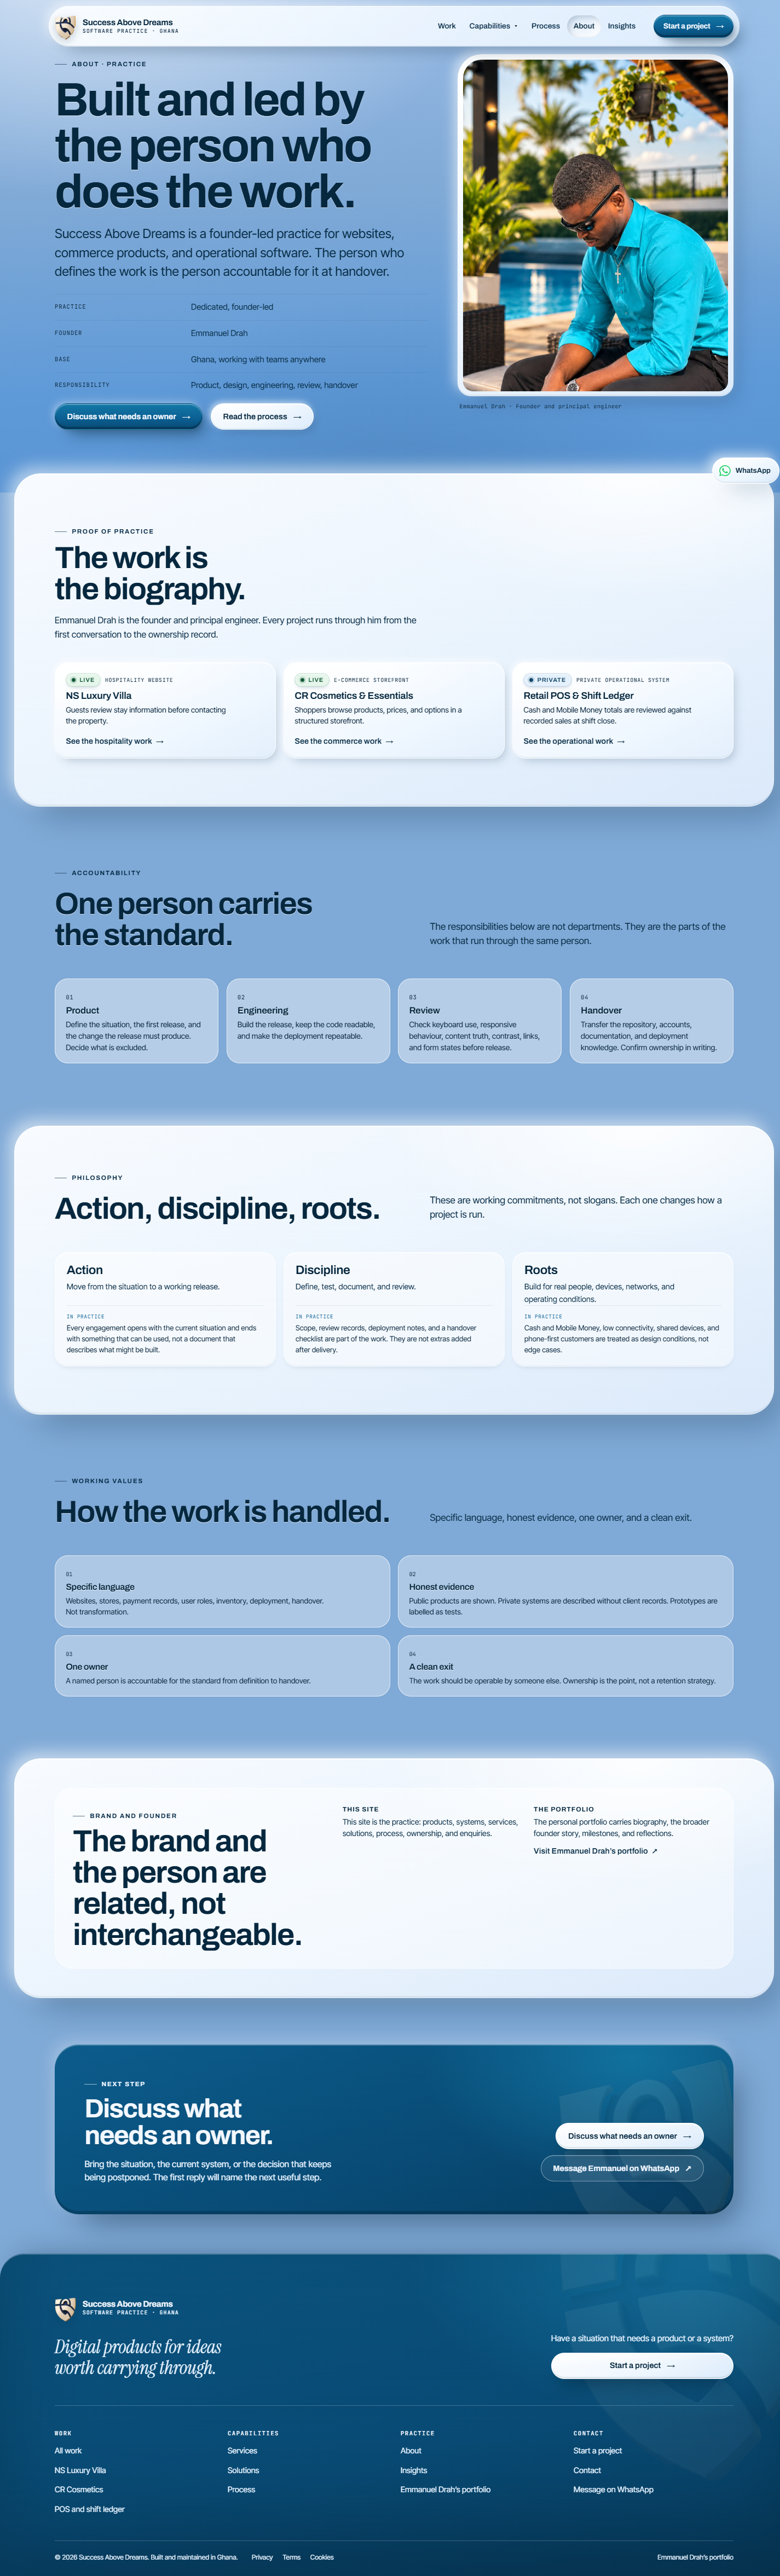 Success Above Dreams
SOFTWARE PRACTICE · GHANA
Work
Capabilities
Process
About
Insights
Start a project →
ABOUT · PRACTICE
Built and led by
the person who
does the work.
Success Above Dreams is a founder-led practice for websites,
commerce products, and operational software. The person who
defines the work is the person accountable for it at handover.
PRACTICE
Dedicated, founder-led
FOUNDER
Emmanuel Drah
BASE
Ghana, working with teams anywhere
RESPONSIBILITY
Product, design, engineering, review, handover
Discuss what needs an owner →
Read the process →
Emmanuel Drah · Founder and principal engineer
WhatsApp
PROOF OF PRACTICE
The work is
the biography.
Emmanuel Drah is the founder and principal engineer. Every project runs through him from the
first conversation to the ownership record.
LIVE HOSPITALITY WEBSITE
NS Luxury Villa
Guests review stay information before contacting
the property.
See the hospitality work →
LIVE E-COMMERCE STOREFRONT
CR Cosmetics & Essentials
Shoppers browse products, prices, and options in a
structured storefront.
See the commerce work →
PRIVATE PRIVATE OPERATIONAL SYSTEM
Retail POS & Shift Ledger
Cash and Mobile Money totals are reviewed against
recorded sales at shift close.
See the operational work →
ACCOUNTABILITY
One person carries
the standard.
The responsibilities below are not departments. They are the parts of the
work that run through the same person.
01
Product
Define the situation, the first release, and
the change the release must produce.
Decide what is excluded.
02
Engineering
Build the release, keep the code readable,
and make the deployment repeatable.
03
Review
Check keyboard use, responsive
behaviour, content truth, contrast, links,
and form states before release.
04
Handover
Transfer the repository, accounts,
documentation, and deployment
knowledge. Confirm ownership in writing.
PHILOSOPHY
Action, discipline, roots.
These are working commitments, not slogans. Each one changes how a
project is run.
Action
Move from the situation to a working release.
IN PRACTICE
Every engagement opens with the current situation and ends
with something that can be used, not a document that
describes what might be built.
Discipline
Define, test, document, and review.
IN PRACTICE
Scope, review records, deployment notes, and a handover
checklist are part of the work. They are not extras added
after delivery.
Roots
Build for real people, devices, networks, and
operating conditions.
IN PRACTICE
Cash and Mobile Money, low connectivity, shared devices, and
phone-first customers are treated as design conditions, not
edge cases.
WORKING VALUES
How the work is handled.
Specific language, honest evidence, one owner, and a clean exit.
01
Specific language
Websites, stores, payment records, user roles, inventory, deployment, handover.
Not transformation.
02
Honest evidence
Public products are shown. Private systems are described without client records. Prototypes are
labelled as tests.
03
One owner
A named person is accountable for the standard from definition to handover.
04
A clean exit
The work should be operable by someone else. Ownership is the point, not a retention strategy.
BRAND AND FOUNDER
The brand and
the person are
related, not
interchangeable.
THIS SITE
This site is the practice: products, systems, services,
solutions, process, ownership, and enquiries.
THE PORTFOLIO
The personal portfolio carries biography, the broader
founder story, milestones, and reflections.
Visit Emmanuel Drah's portfolio ↗
NEXT STEP
Discuss what
needs an owner.
Bring the situation, the current system, or the decision that keeps
being postponed. The first reply will name the next useful step.
Discuss what needs an owner →
Message Emmanuel on WhatsApp ↗
Success Above Dreams
SOFTWARE PRACTICE · GHANA
Digital products for ideas
worth carrying through.
Have a situation that needs a product or a system?
Start a project →
WORK
All work
NS Luxury Villa
CR Cosmetics
POS and shift ledger
CAPABILITIES
Services
Solutions
Process
PRACTICE
About
Insights
Emmanuel Drah's portfolio
CONTACT
Start a project
Contact
Message on WhatsApp
© 2026 Success Above Dreams. Built and maintained in Ghana.
Privacy
Terms
Cookies
Emmanuel Drah's portfolio